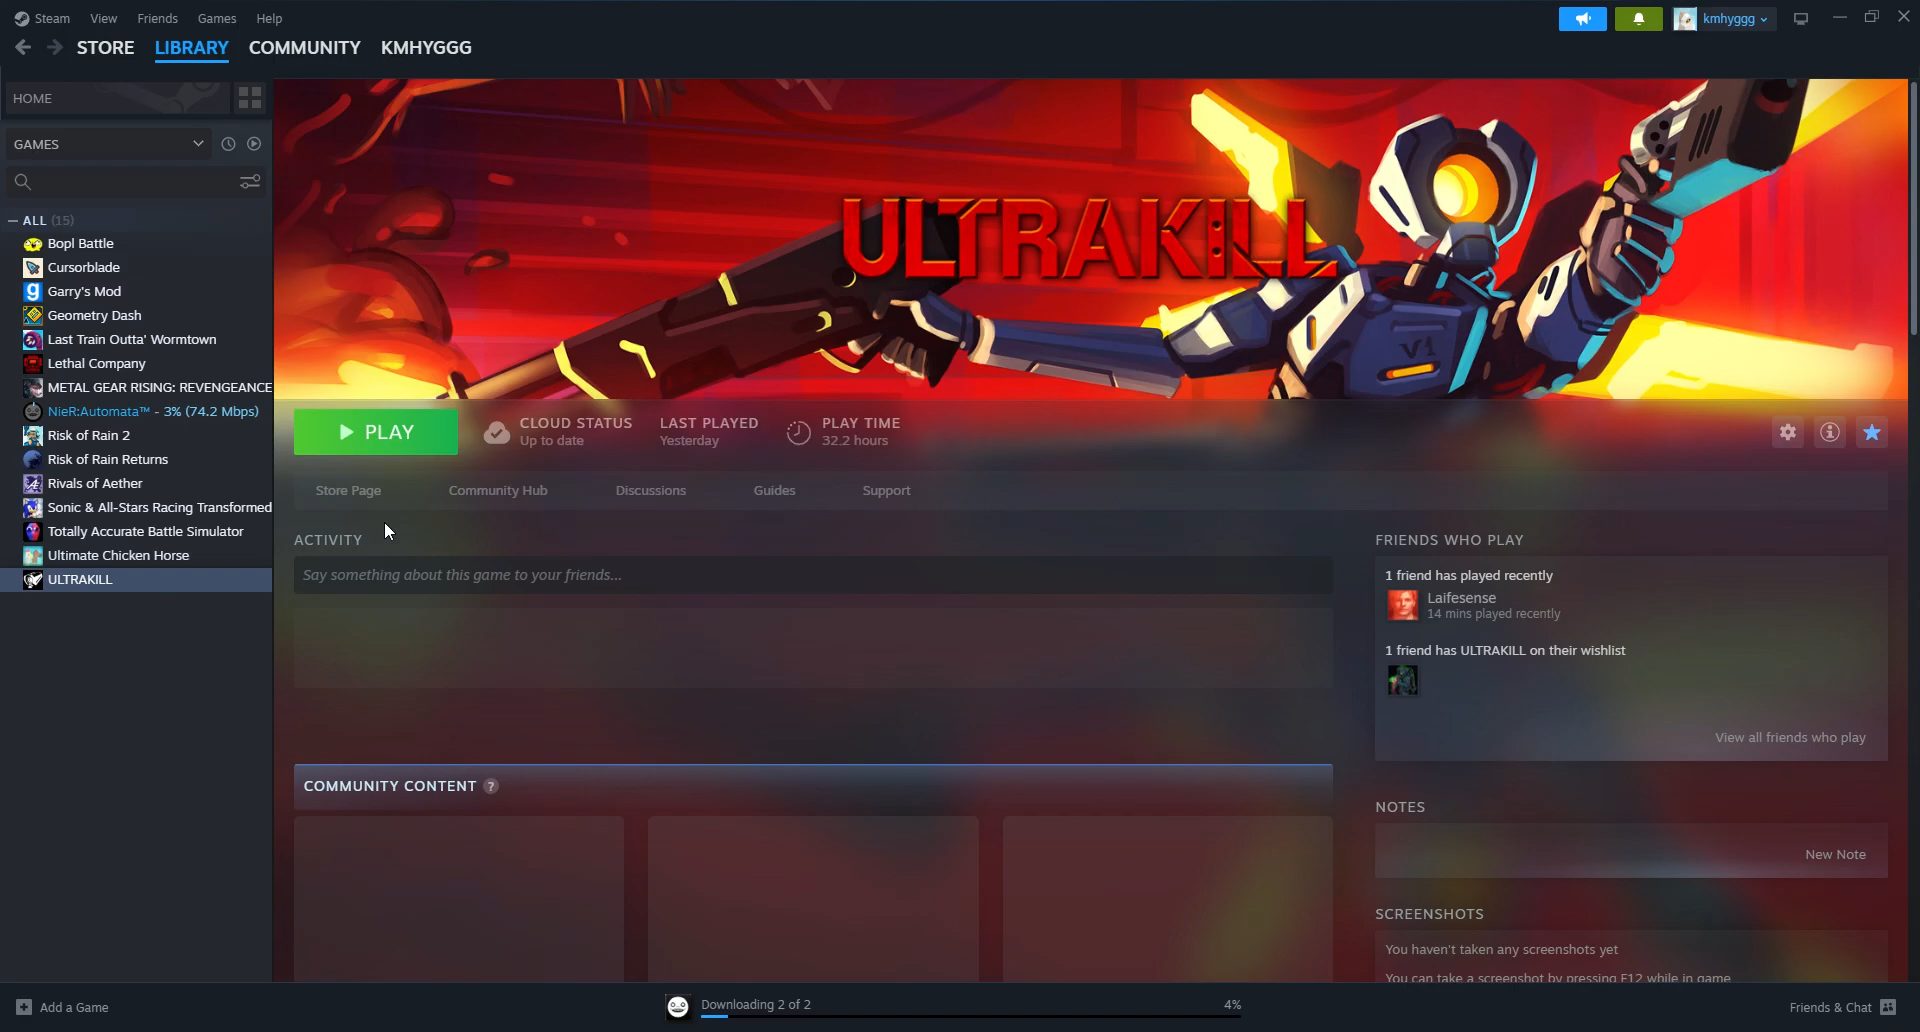 Steam View Friends Games Help
kmhyggg
STORE LIBRARY COMMUNITY KMHYGGG
HOME
GAMES
— ALL (15)
Bopl Battle
Cursorblade
Garry's Mod
Geometry Dash
Last Train Outta' Wormtown
Lethal Company
METAL GEAR RISING: REVENGEANCE
NieR:Automata™ - 3% (74.2 Mbps)
Risk of Rain 2
Risk of Rain Returns
Rivals of Aether
Sonic & All-Stars Racing Transformed
Totally Accurate Battle Simulator
Ultimate Chicken Horse
ULTRAKILL
ULTRAKILL
V1
PLAY
CLOUD STATUS
Up to date
LAST PLAYED
Yesterday
PLAY TIME
32.2 hours
Store Page Community Hub Discussions Guides Support
ACTIVITY
Say something about this game to your friends...
COMMUNITY CONTENT ?
FRIENDS WHO PLAY
1 friend has played recently
Laifesense
14 mins played recently
1 friend has ULTRAKILL on their wishlist
View all friends who play
NOTES
New Note
SCREENSHOTS
You haven't taken any screenshots yet
You can take a screenshot by pressing F12 while in game
Add a Game
Downloading 2 of 2 4%
Friends & Chat